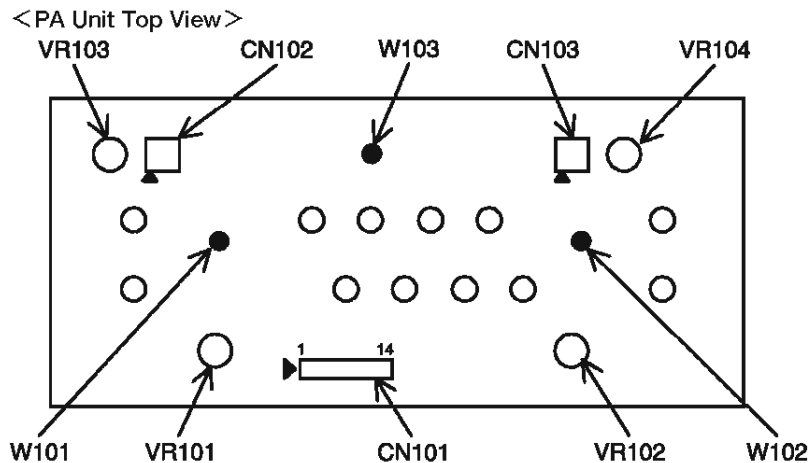 <PA Unit Top View>
VR103 CN102 W103 CN103 VR104
1 14
W101 VR101 CN101 VR102 W102